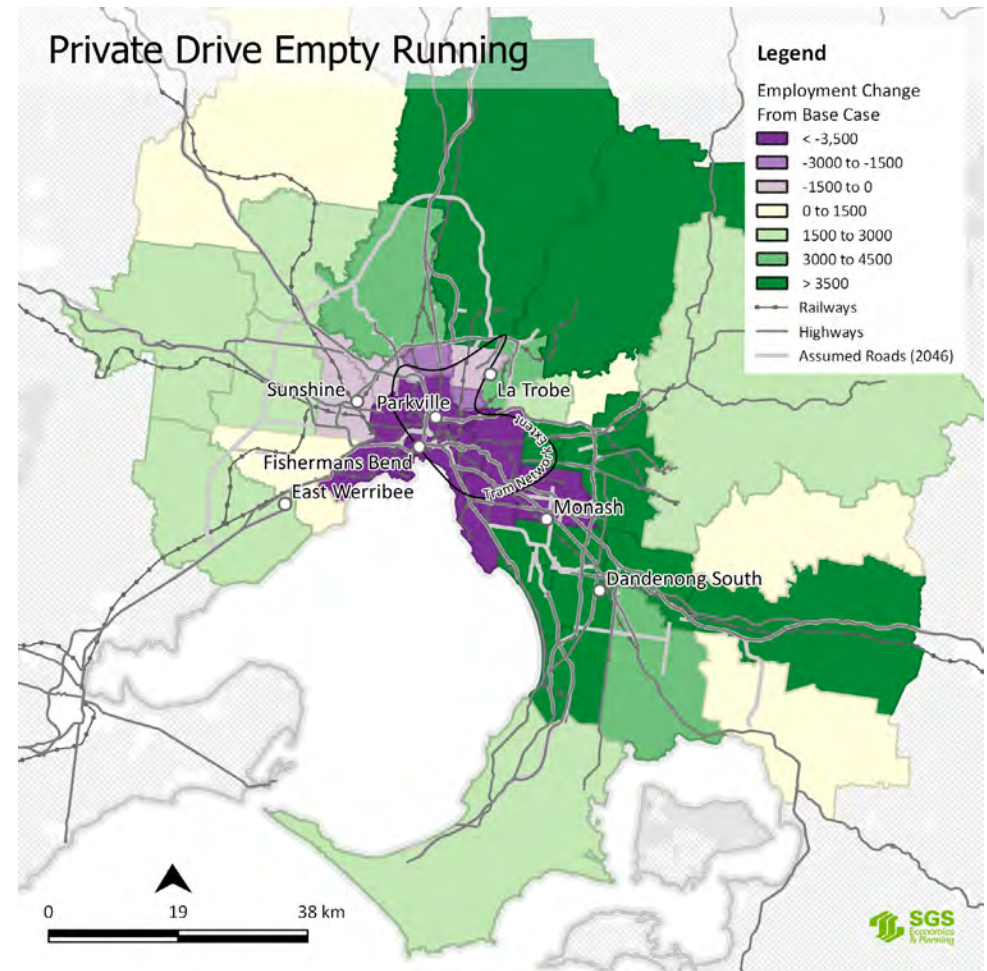 Private Drive Empty Running
Legend
Employment Change
From Base Case
< -3,500
-3000 to -1500
-1500 to 0
0 to 1500
1500 to 3000
3000 to 4500
> 3500
Railways
Highways
Assumed Roads (2046)
Sunshine
La Trobe
Parkville
Tram Network Extent
Fishermans Bend
East Werribee
Monash
Dandenong South
0 19 38 km
SGS
Economics
& Planning